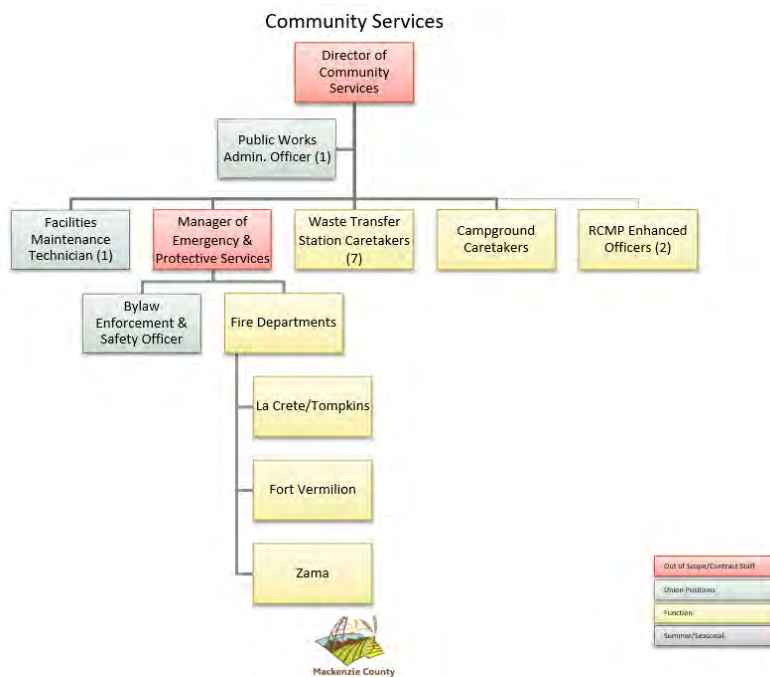 Community Services
Director of
Community
Services
Public Works
Admin. Officer (1)
Facilities
Maintenance
Technician (1)
Manager of
Emergency &
Protective Services
Waste Transfer
Station Caretakers
(7)
Campground
Caretakers
RCMP Enhanced
Officers (2)
Bylaw
Enforcement &
Safety Officer
Fire Departments
La Crete/Tompkins
Fort Vermilion
Zama
Out of Scope/Contract Staff
Union Positions
Function
Summer/Seasonal
Mackenzie County